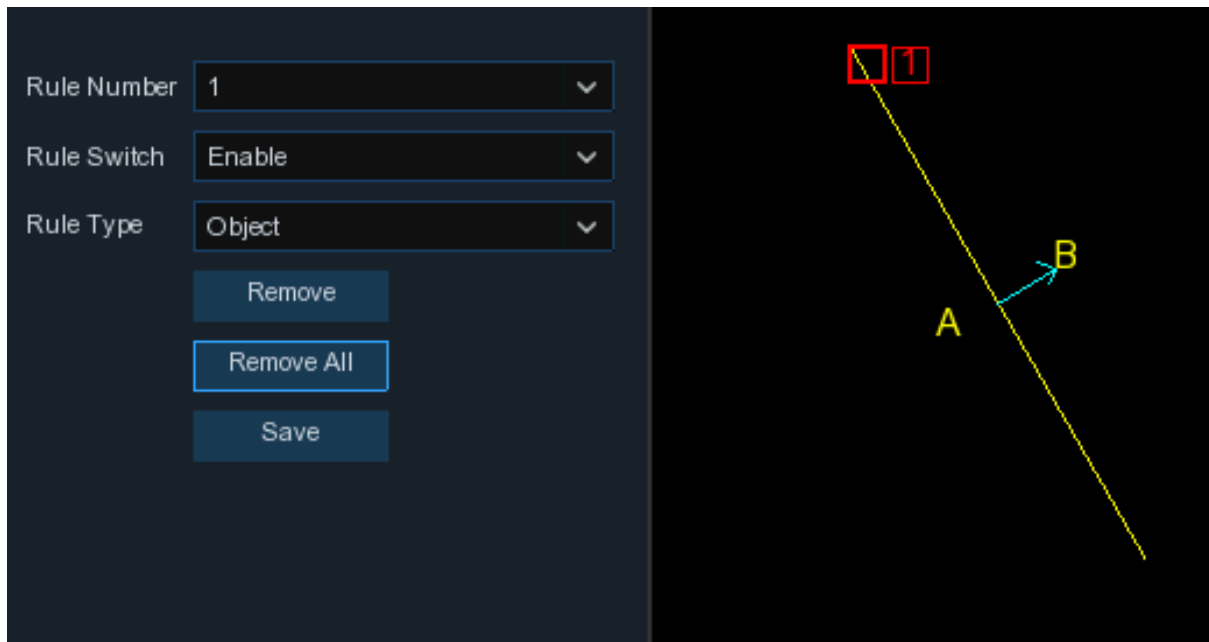 Rule Number 1
Rule Switch Enable
Rule Type Object
Remove
Remove All
Save
1
B
A